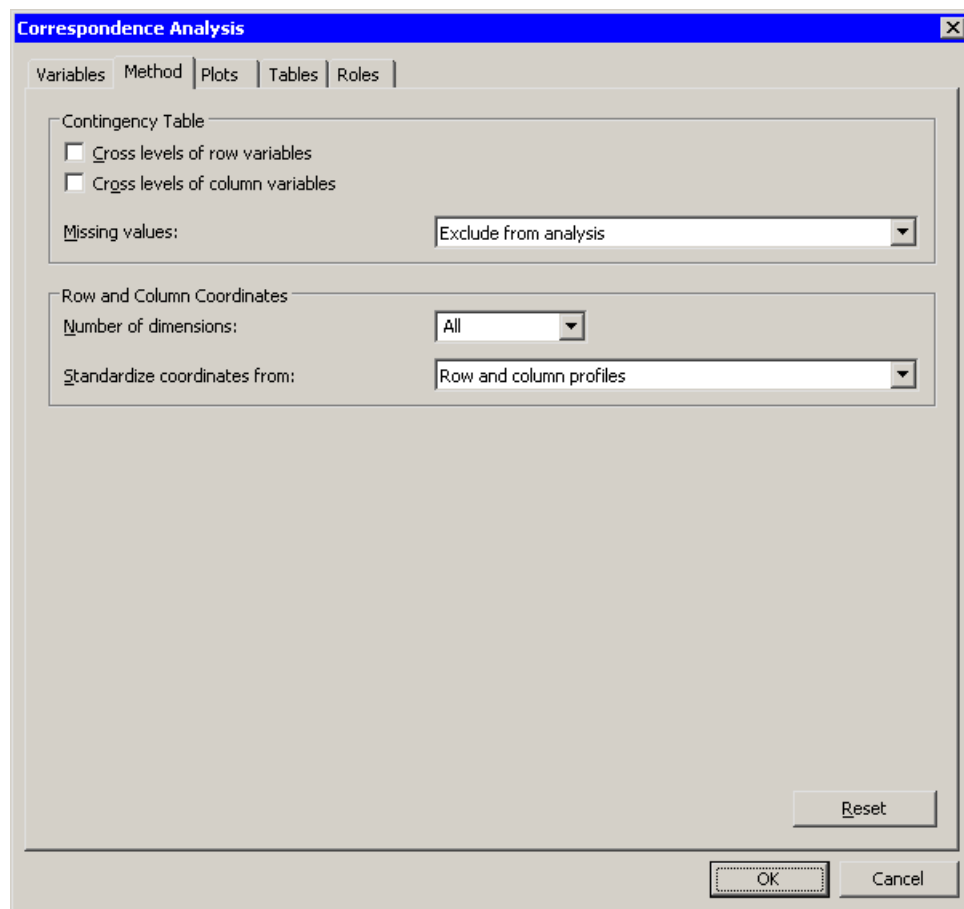 Correspondence Analysis
Variables Method Plots Tables Roles
Contingency Table
Cross levels of row variables
Cross levels of column variables
Missing values: Exclude from analysis
Row and Column Coordinates
Number of dimensions: All
Standardize coordinates from: Row and column profiles
Reset
OK Cancel